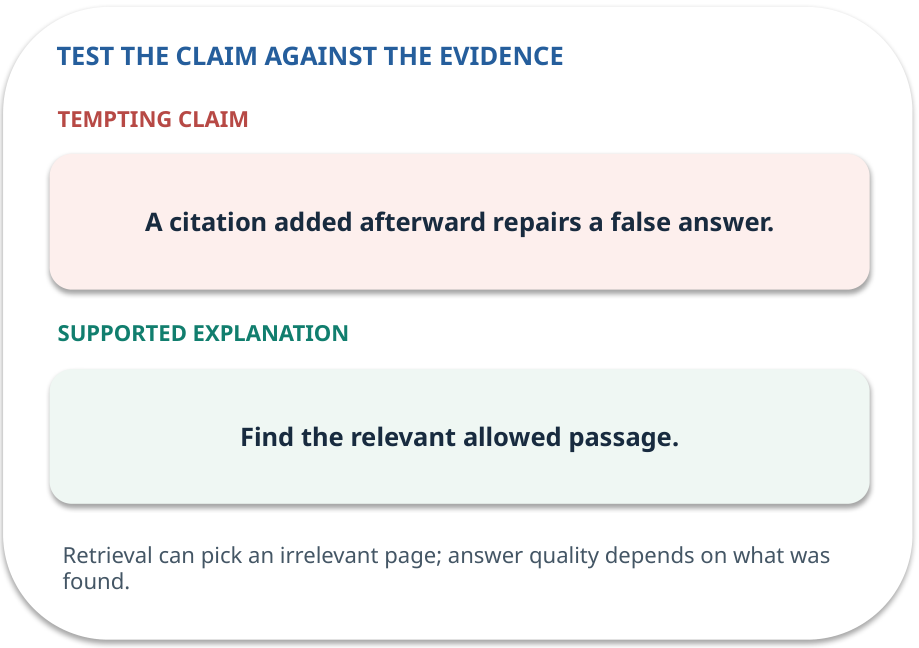 TEST THE CLAIM AGAINST THE EVIDENCE
TEMPTING CLAIM
A citation added afterward repairs a false answer.
SUPPORTED EXPLANATION
Find the relevant allowed passage.
Retrieval can pick an irrelevant page; answer quality depends on what was
found.